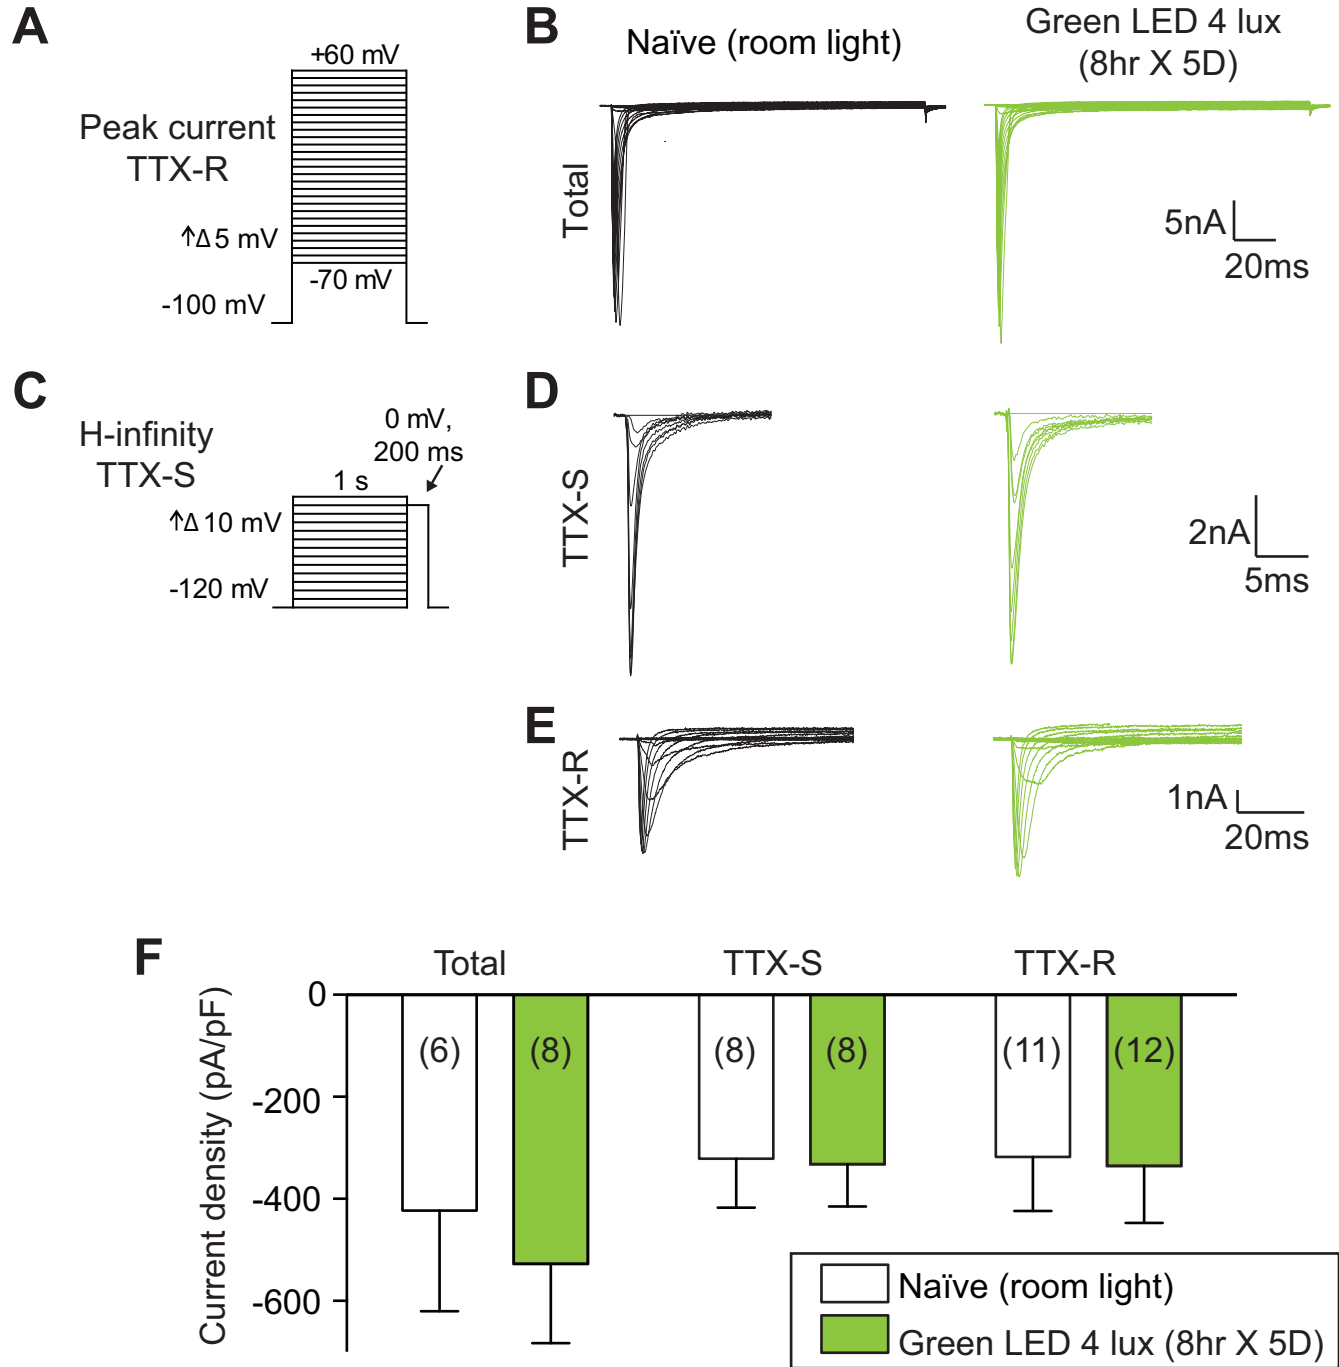 A
Peak current
TTX-R
+60 mV
↑Δ 5 mV
-70 mV
-100 mV
B
Naïve (room light)
Green LED 4 lux
(8hr X 5D)
Total
5nA
20ms
C
H-infinity
TTX-S
0 mV,
200 ms
1 s
↑Δ 10 mV
-120 mV
D
TTX-S
2nA
5ms
E
TTX-R
1nA
20ms
F
Total
TTX-S
TTX-R
Current density (pA/pF)
0
-200
-400
-600
(6)
(8)
(8)
(8)
(11)
(12)
Naïve (room light)
Green LED 4 lux (8hr X 5D)